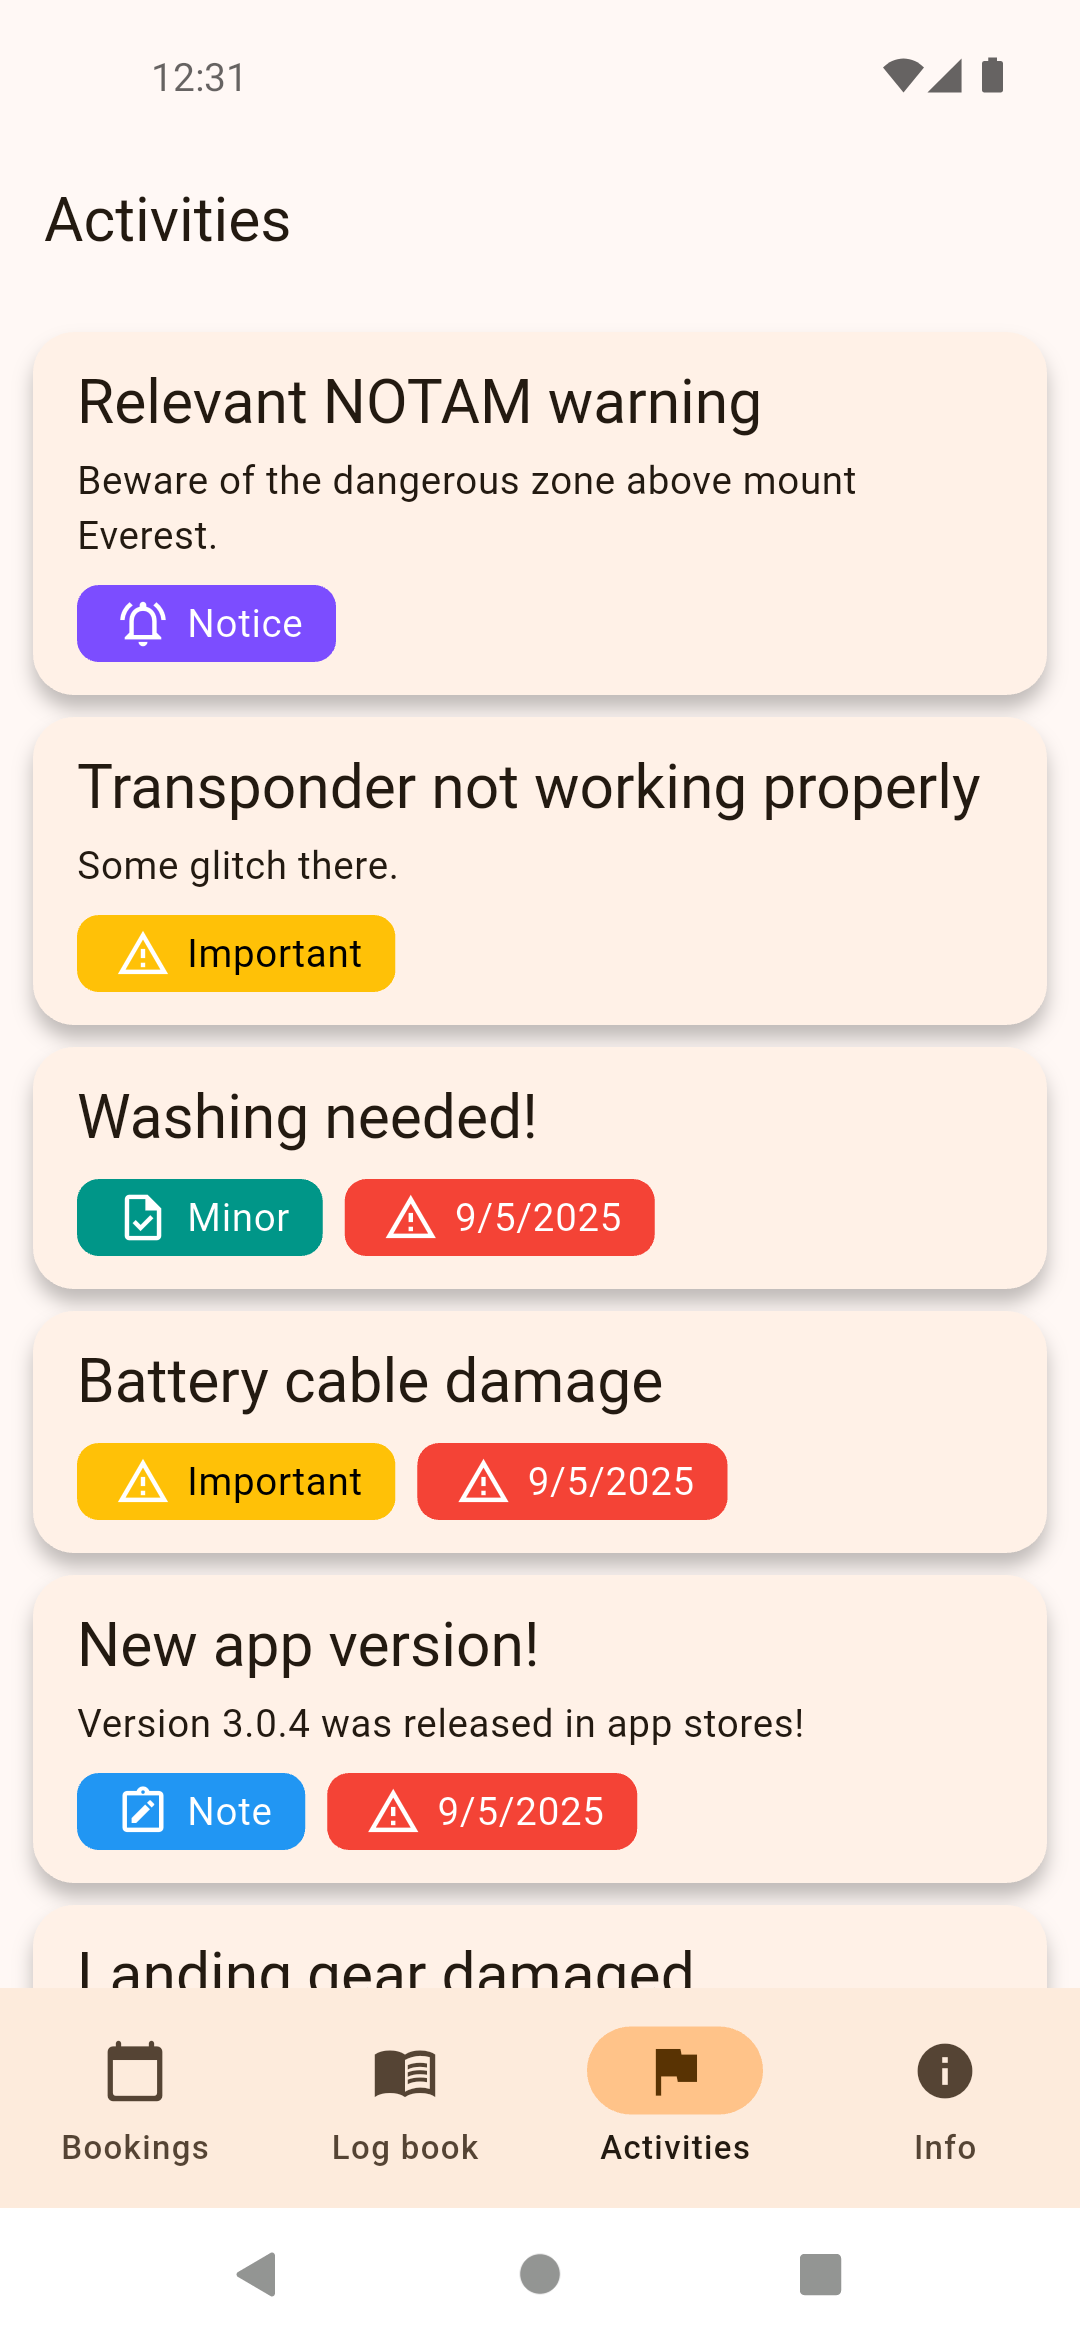 12:31
Activities
Relevant NOTAM warning
Beware of the dangerous zone above mount
Everest.
Notice
Transponder not working properly
Some glitch there.
Important
Washing needed!
Minor 9/5/2025
Battery cable damage
Important 9/5/2025
New app version!
Version 3.0.4 was released in app stores!
Note 9/5/2025
Landing gear damaged
Bookings Log book Activities Info